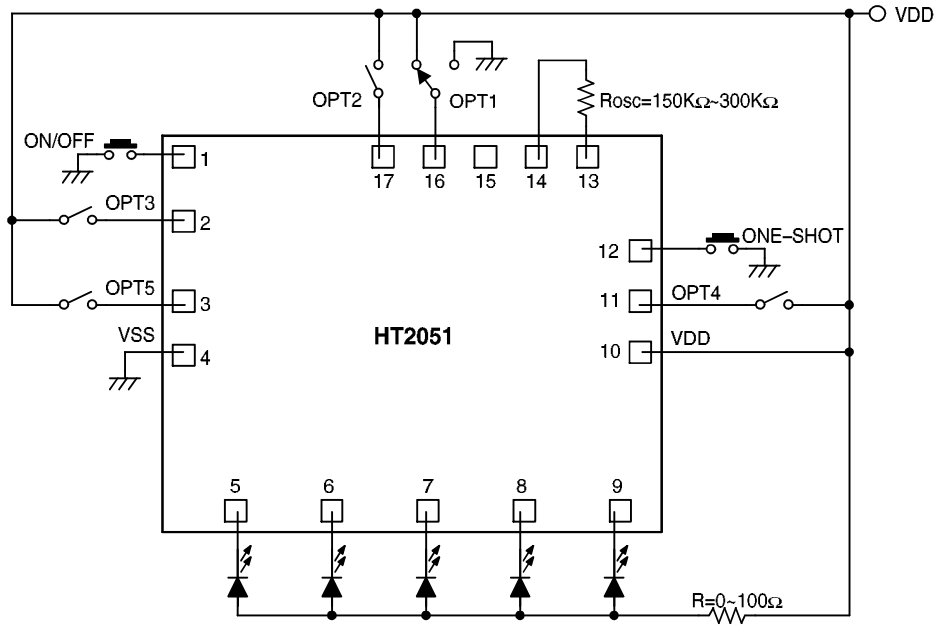 VDD
OPT2
OPT1
Rosc=150KΩ~300KΩ
ON/OFF
1
17
16
15
14
13
OPT3
2
12
ONE-SHOT
OPT5
3
11
OPT4
VSS
4
HT2051
10
VDD
5
6
7
8
9
R=0~100Ω